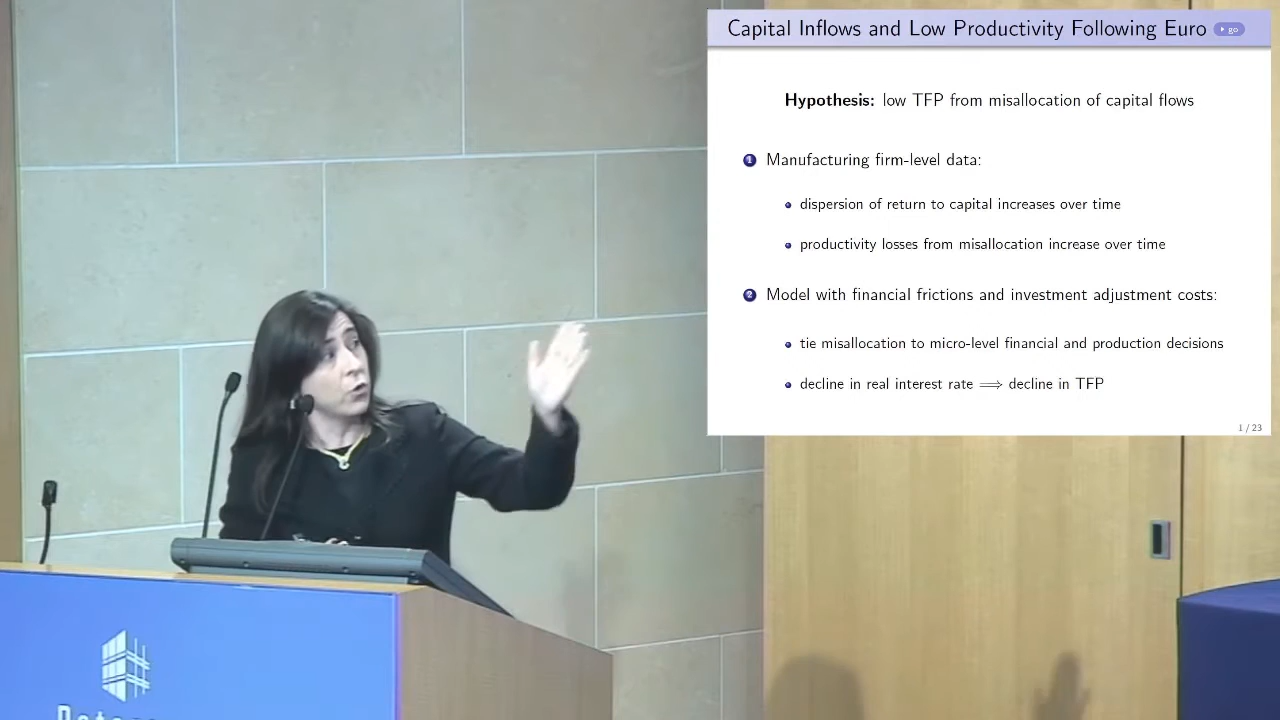 Capital Inflows and Low Productivity Following Euro go
Hypothesis: low TFP from misallocation of capital flows
1 Manufacturing firm-level data:
dispersion of return to capital increases over time
productivity losses from misallocation increase over time
2 Model with financial frictions and investment adjustment costs:
tie misallocation to micro-level financial and production decisions
decline in real interest rate ⟹ decline in TFP
1 / 23